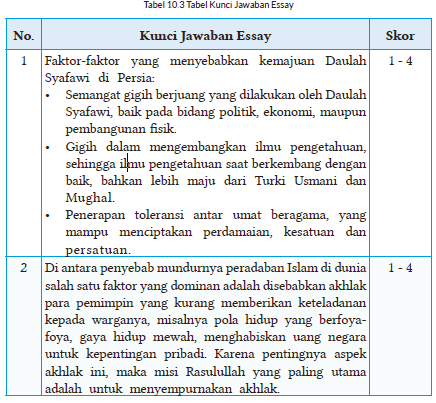 Tabel 10.3 Tabel Kunci Jawaban Essay
No. Kunci Jawaban Essay Skor
1 Faktor-faktor yang menyebabkan kemajuan Daulah 1 - 4
Syafawi di Persia:
• Semangat gigih berjuang yang dilakukan oleh Daulah
Syafawi, baik pada bidang politik, ekonomi, maupun
pembangunan fisik.
• Gigih dalam mengembangkan ilmu pengetahuan,
sehingga ilmu pengetahuan saat berkembang dengan
baik, bahkan lebih maju dari Turki Usmani dan
Mughal.
• Penerapan toleransi antar umat beragama, yang
mampu menciptakan perdamaian, kesatuan dan
persatuan.
2 Di antara penyebab mundurnya peradaban Islam di dunia 1 - 4
salah satu faktor yang dominan adalah disebabkan akhlak
para pemimpin yang kurang memberikan keteladanan
kepada warganya, misalnya pola hidup yang berfoya-
foya, gaya hidup mewah, menghabiskan uang negara
untuk kepentingan pribadi. Karena pentingnya aspek
akhlak ini, maka misi Rasulullah yang paling utama
adalah untuk menyempurnakan akhlak.